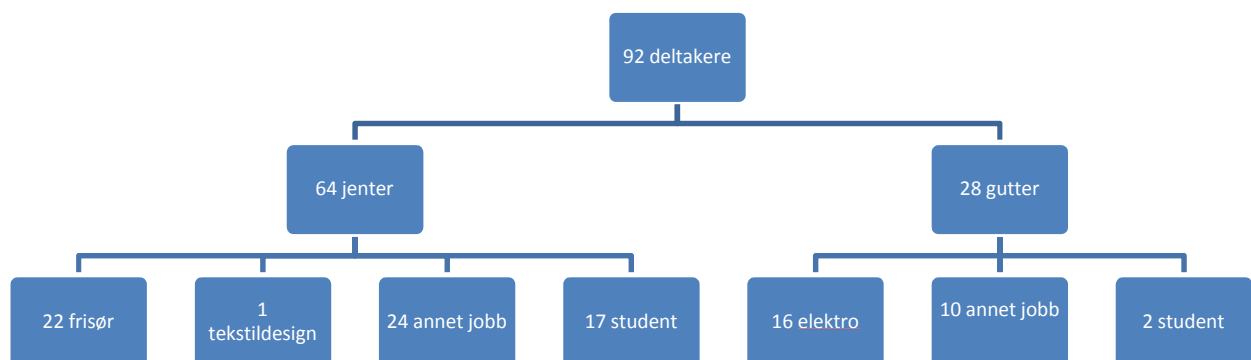 92 deltakere
64 jenter
28 gutter
22 frisør
1
tekstildesign
24 annet jobb
17 student
16 elektro
10 annet jobb
2 student